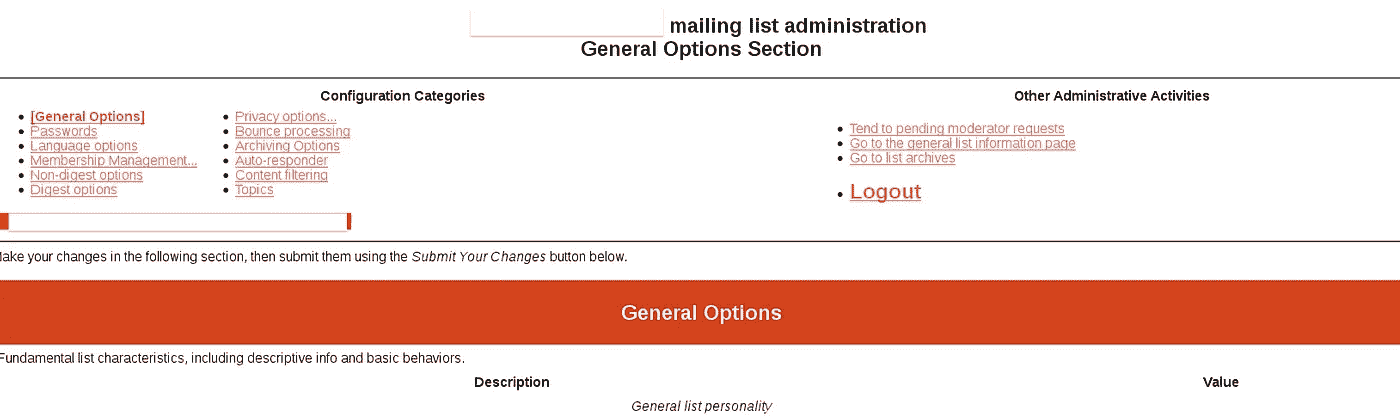 mailing list administration
General Options Section
Configuration Categories
[General Options]
Passwords
Language options
Membership Management...
Non-digest options
Digest options
Privacy options...
Bounce processing
Archiving Options
Auto-responder
Content filtering
Topics
Other Administrative Activities
Tend to pending moderator requests
Go to the general list information page
Go to list archives
Logout
Make your changes in the following section, then submit them using the Submit Your Changes button below.
General Options
Fundamental list characteristics, including descriptive info and basic behaviors.
Description Value
General list personality